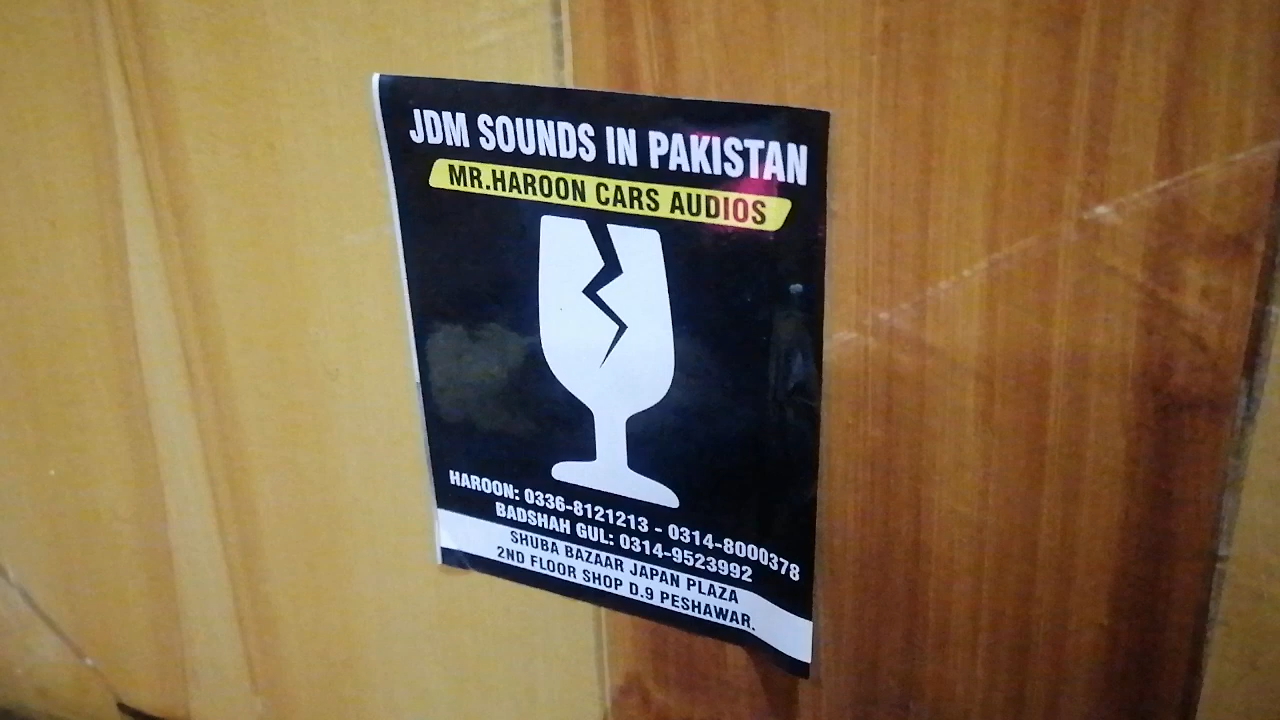 JDM SOUNDS IN PAKISTAN
MR.HAROON CARS AUDIOS
HAROON: 0336-8121213 - 0314-8000378
BADSHAH GUL: 0314-9523992
SHUBA BAZAAR JAPAN PLAZA
2ND FLOOR SHOP D.9 PESHAWAR.